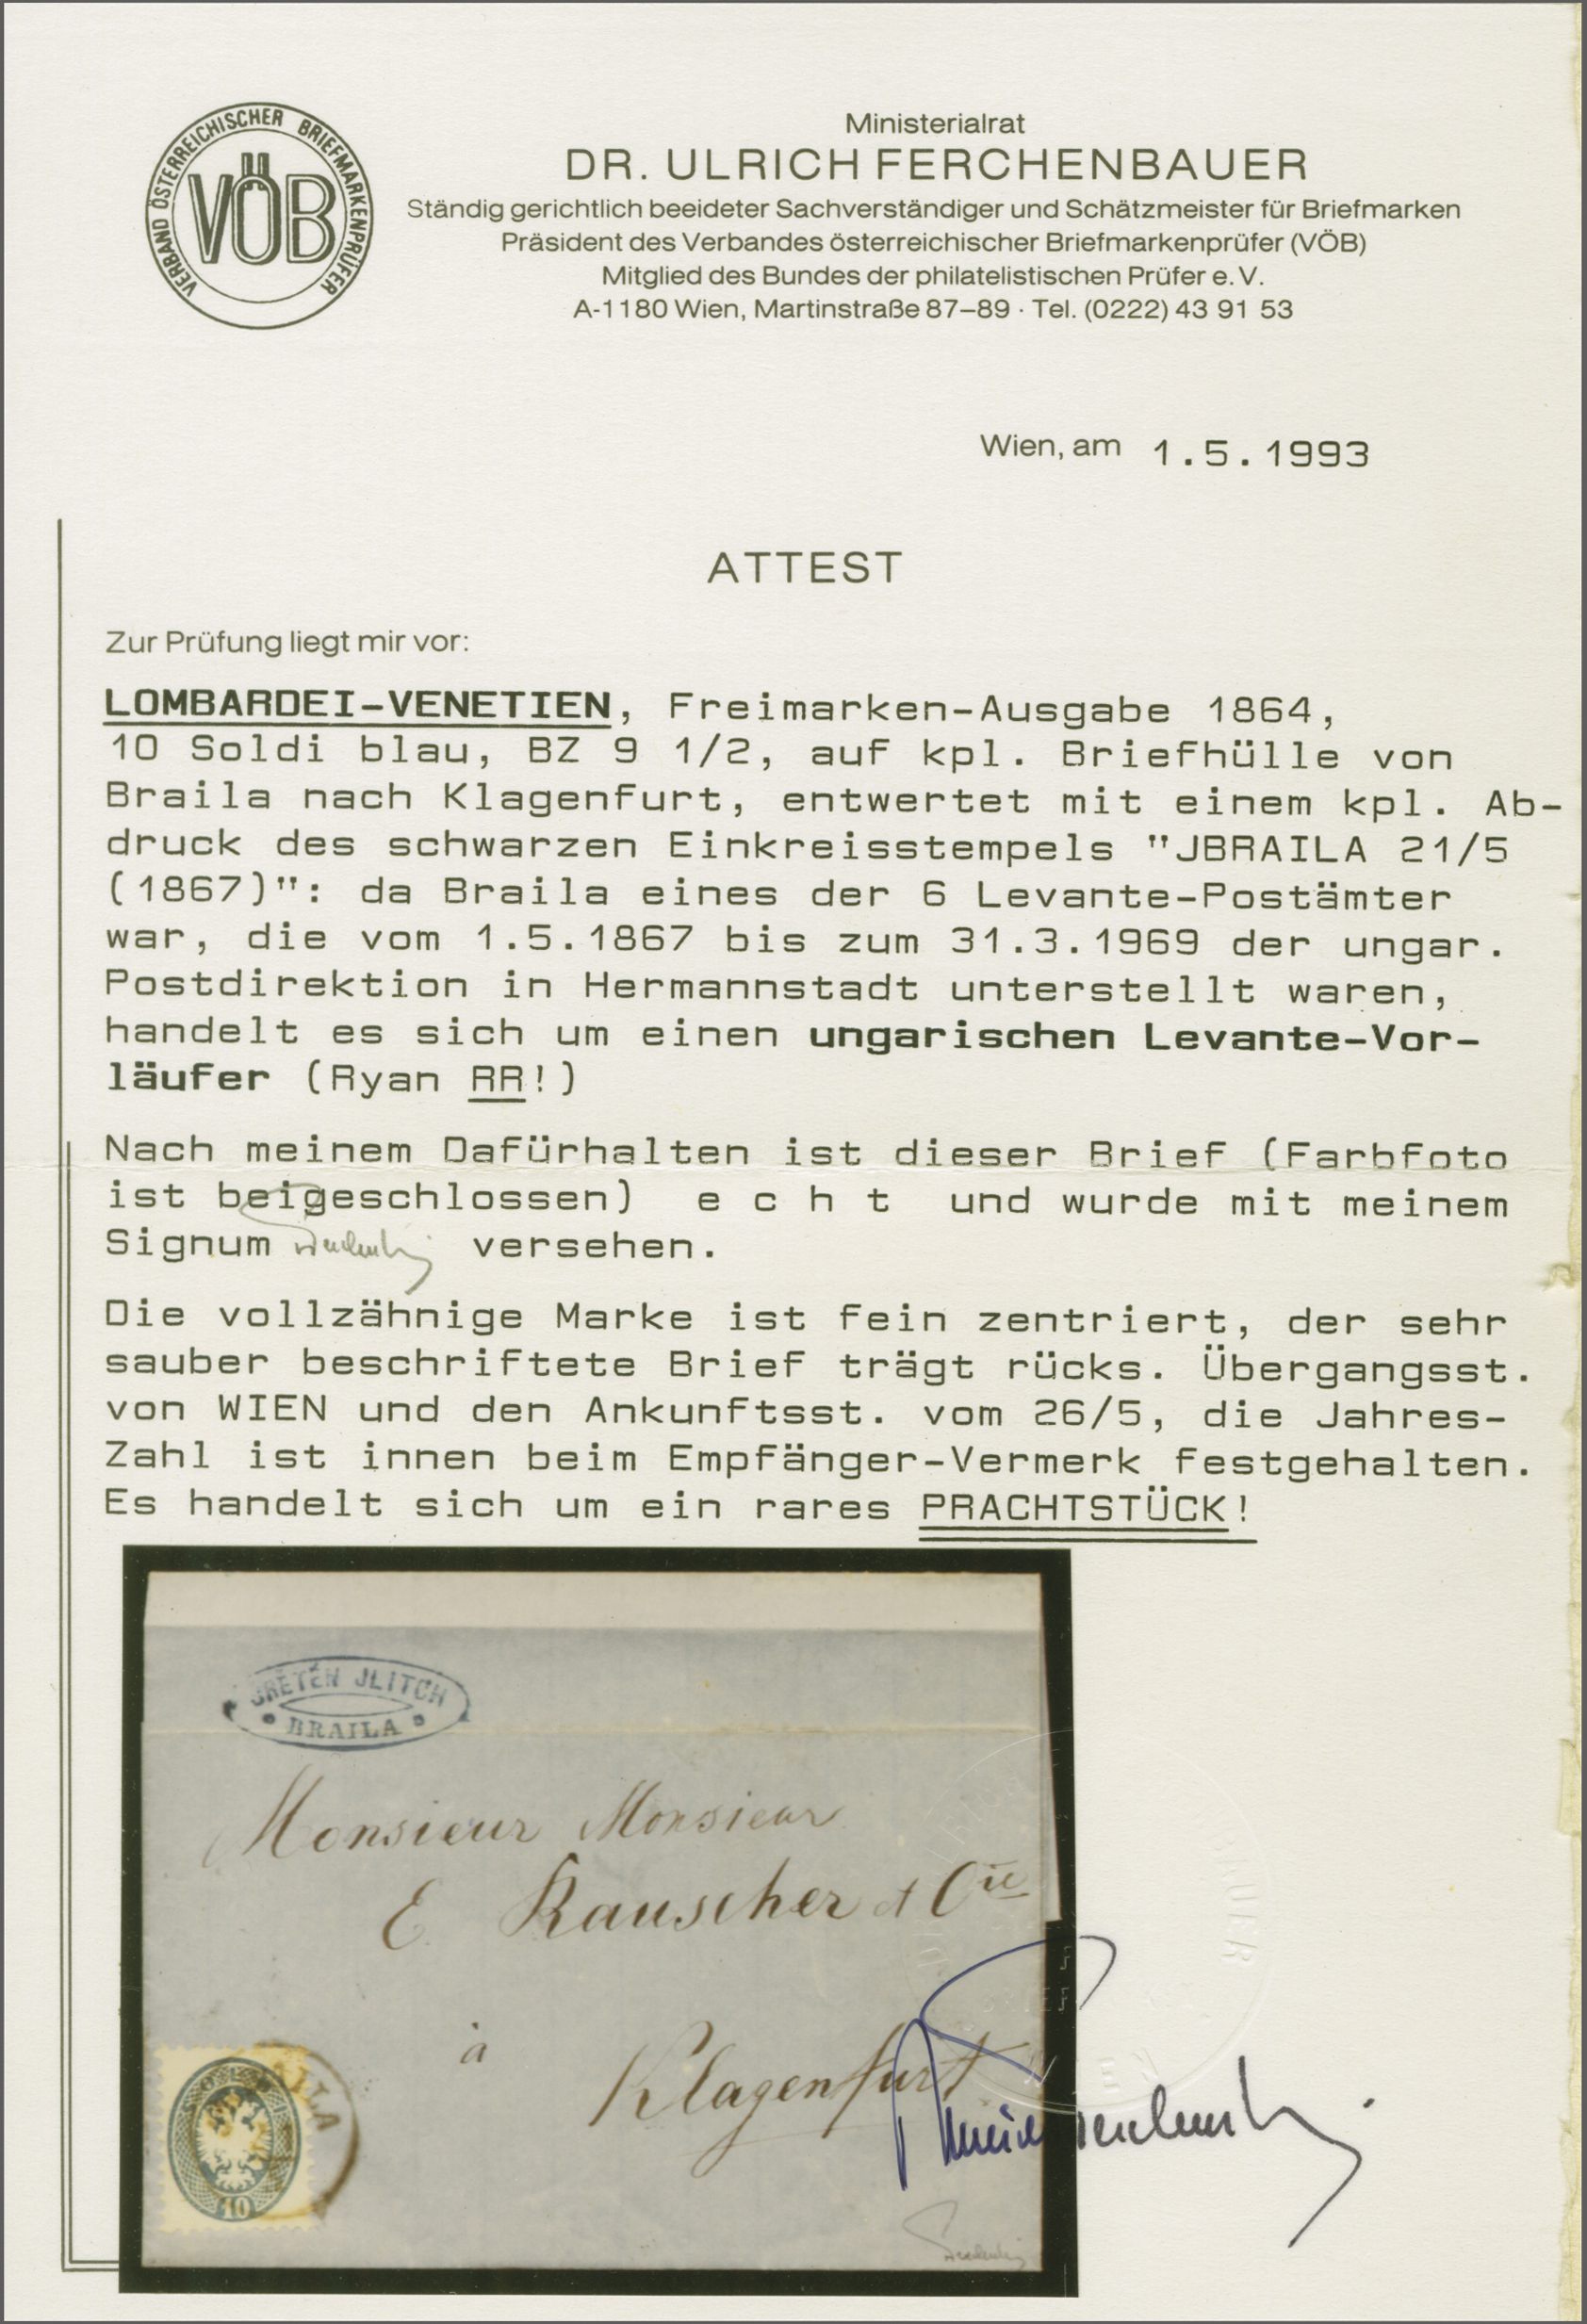 VERBAND ÖSTERREICHISCHER BRIEFMARKENPRÜFER
VÖB
Ministerialrat
DR. ULRICH FERCHENBAUER
Ständig gerichtlich beeideter Sachverständiger und Schätzmeister für Briefmarken
Präsident des Verbandes österreichischer Briefmarkenprüfer (VÖB)
Mitglied des Bundes der philatelistischen Prüfer e. V.
A-1180 Wien, Martinstraße 87–89 · Tel. (0222) 43 91 53
Wien, am 1.5.1993
ATTEST
Zur Prüfung liegt mir vor:
LOMBARDEI-VENETIEN, Freimarken-Ausgabe 1864,
10 Soldi blau, BZ 9 1/2, auf kpl. Briefhülle von
Braila nach Klagenfurt, entwertet mit einem kpl. Ab-
druck des schwarzen Einkreisstempels "JBRAILA 21/5
(1867)": da Braila eines der 6 Levante-Postämter
war, die vom 1.5.1867 bis zum 31.3.1969 der ungar.
Postdirektion in Hermannstadt unterstellt waren,
handelt es sich um einen ungarischen Levante-Vor-
läufer (Ryan RR!)
Nach meinem Dafürhalten ist dieser Brief (Farbfoto
ist beigeschlossen) e c h t und wurde mit meinem
Signum versehen.
Die vollzähnige Marke ist fein zentriert, der sehr
sauber beschriftete Brief trägt rücks. Übergangsst.
von WIEN und den Ankunftsst. vom 26/5, die Jahres-
Zahl ist innen beim Empfänger-Vermerk festgehalten.
Es handelt sich um ein rares PRACHTSTÜCK!
JLITCH
BRAILA
Monsieur Monsieur
E Rauscher et Cie
à
Klagenfurt
10